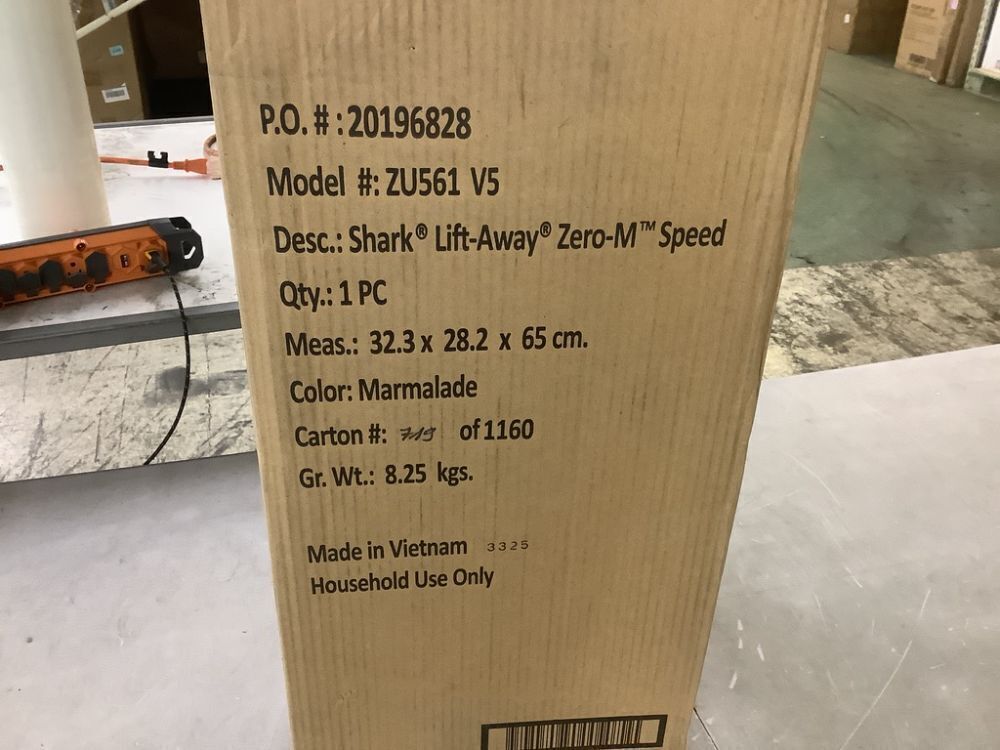 P.O. # : 20196828
Model #: ZU561 V5
Desc.: Shark® Lift-Away® Zero-M™ Speed
Qty.: 1 PC
Meas.: 32.3 x 28.2 x 65 cm.
Color: Marmalade
Carton #: of 1160
Gr. Wt.: 8.25 kgs.
Made in Vietnam 3325
Household Use Only